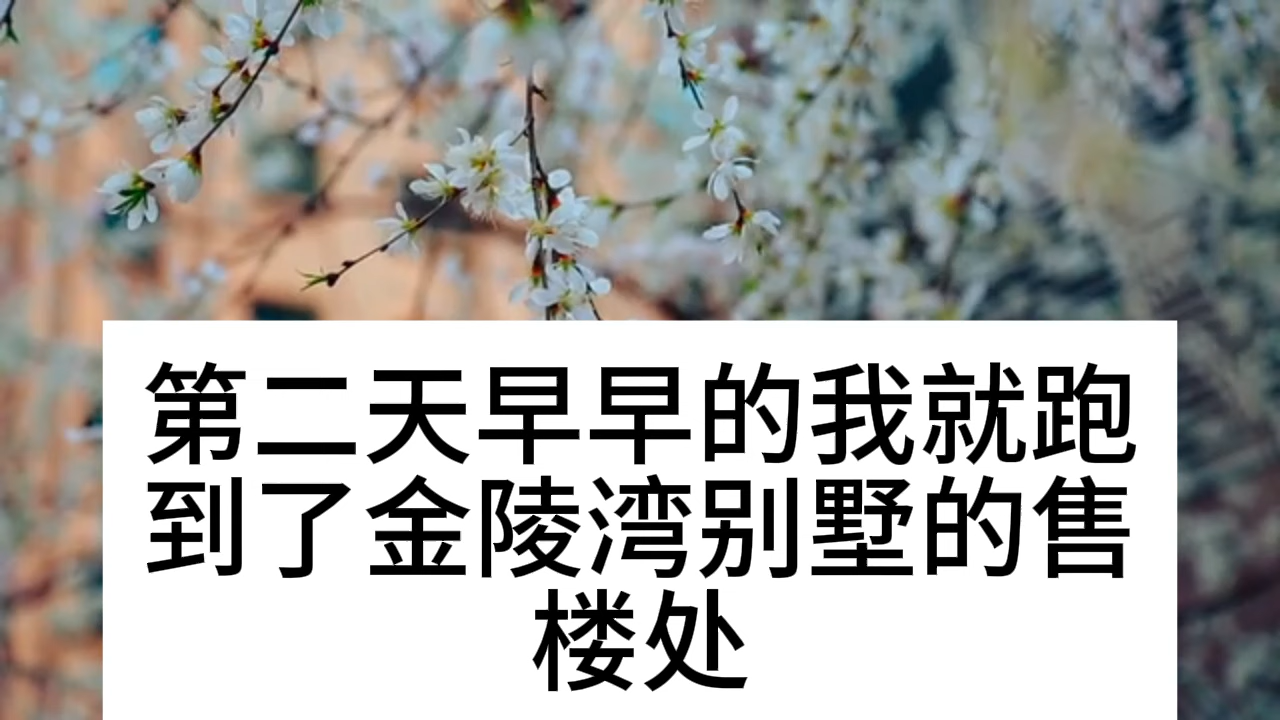 第二天早早的我就跑
到了金陵湾别墅的售
楼处